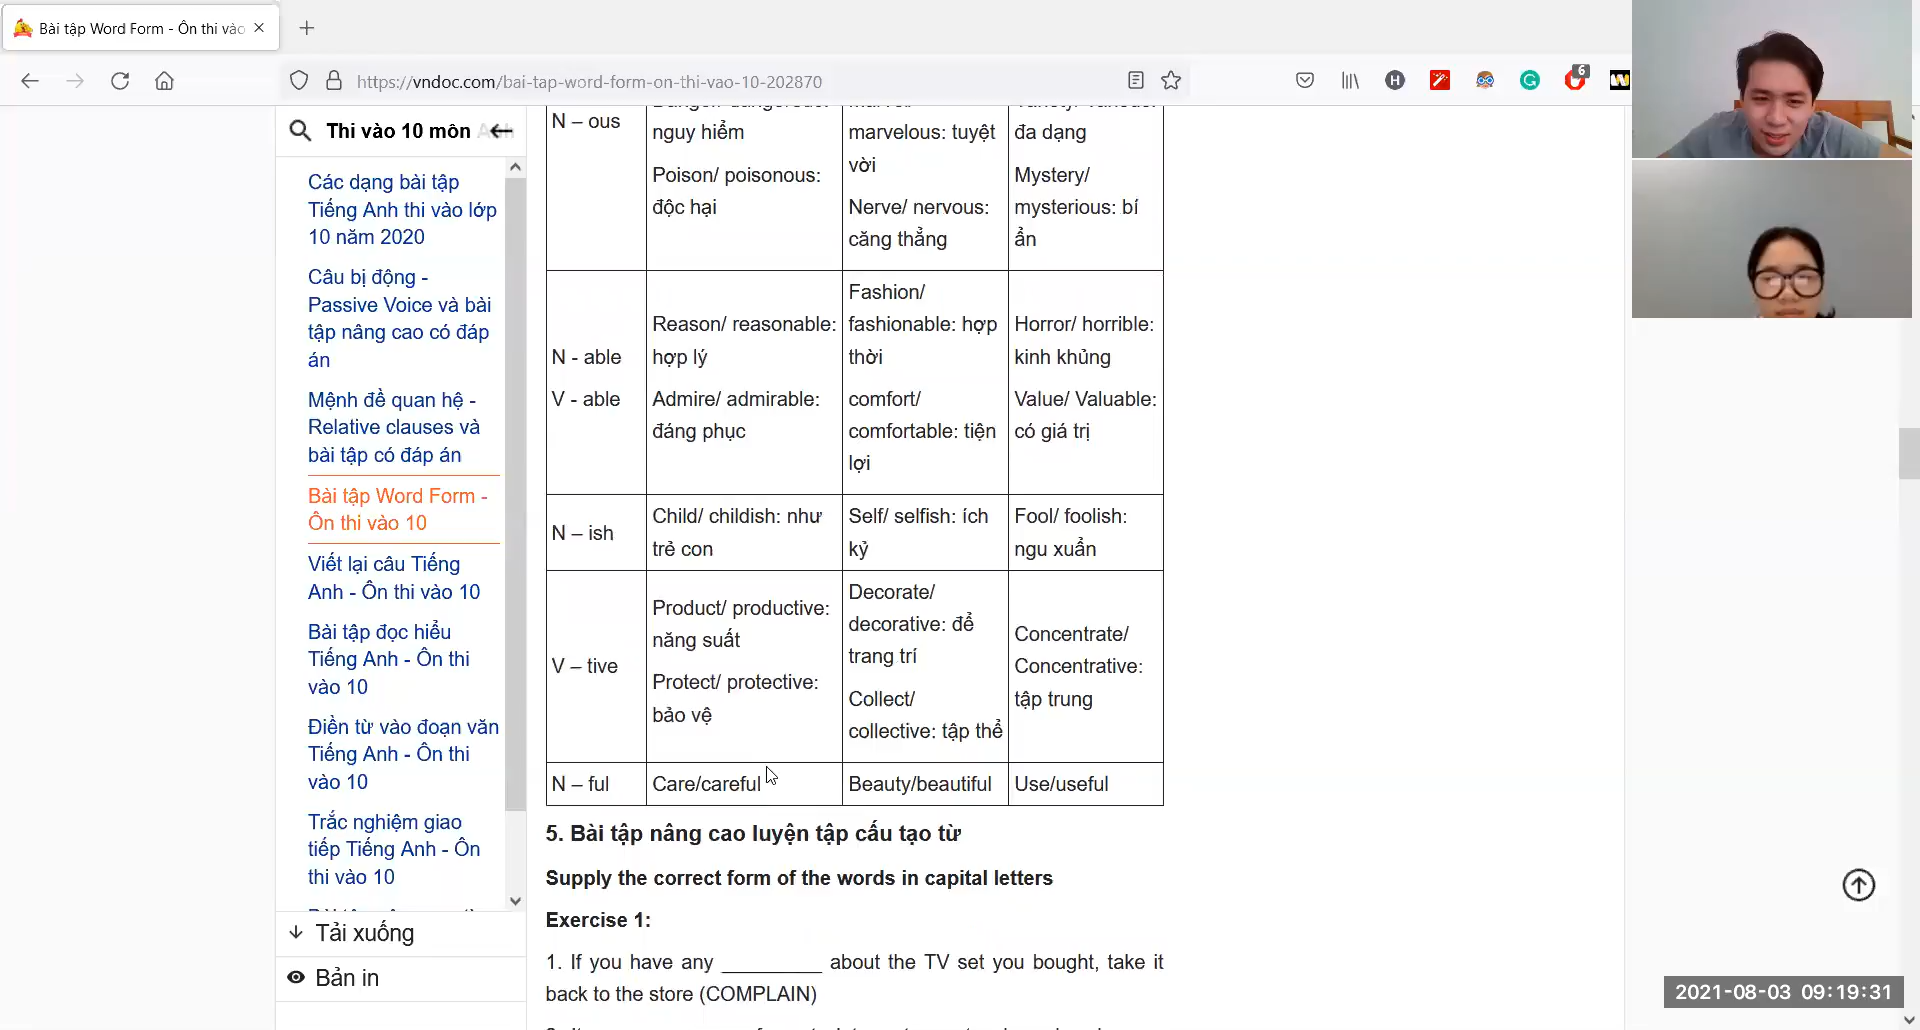 Bài tập Word Form - Ôn thi vào
https://vndoc.com/bai-tap-word-form-on-thi-vao-10-202870
H
6
Thi vào 10 môn Anh
Các dạng bài tập
Tiếng Anh thi vào lớp
10 năm 2020
Câu bị động -
Passive Voice và bài
tập nâng cao có đáp
án
Mệnh đề quan hệ -
Relative clauses và
bài tập có đáp án
Bài tập Word Form -
Ôn thi vào 10
Viết lại câu Tiếng
Anh - Ôn thi vào 10
Bài tập đọc hiểu
Tiếng Anh - Ôn thi
vào 10
Điền từ vào đoạn văn
Tiếng Anh - Ôn thi
vào 10
Trắc nghiệm giao
tiếp Tiếng Anh - Ôn
thi vào 10
Tải xuống
Bản in
N – ous
Danger/ dangerous:
nguy hiểm
Poison/ poisonous:
độc hại
marvelous: tuyệt
vời
Nerve/ nervous:
căng thẳng
Variety/ various:
đa dạng
Mystery/
mysterious: bí
ẩn
N - able
V - able
Reason/ reasonable:
hợp lý
Admire/ admirable:
đáng phục
Fashion/
fashionable: hợp
thời
comfort/
comfortable: tiện
lợi
Horror/ horrible:
kinh khủng
Value/ Valuable:
có giá trị
N – ish
Child/ childish: như
trẻ con
Self/ selfish: ích
kỷ
Fool/ foolish:
ngu xuẩn
V – tive
Product/ productive:
năng suất
Protect/ protective:
bảo vệ
Decorate/
decorative: để
trang trí
Collect/
collective: tập thể
Concentrate/
Concentrative:
tập trung
N – ful
Care/careful
Beauty/beautiful
Use/useful
5. Bài tập nâng cao luyện tập cấu tạo từ
Supply the correct form of the words in capital letters
Exercise 1:
1. If you have any _________ about the TV set you bought, take it
back to the store (COMPLAIN)
2021-08-03 09:19:31